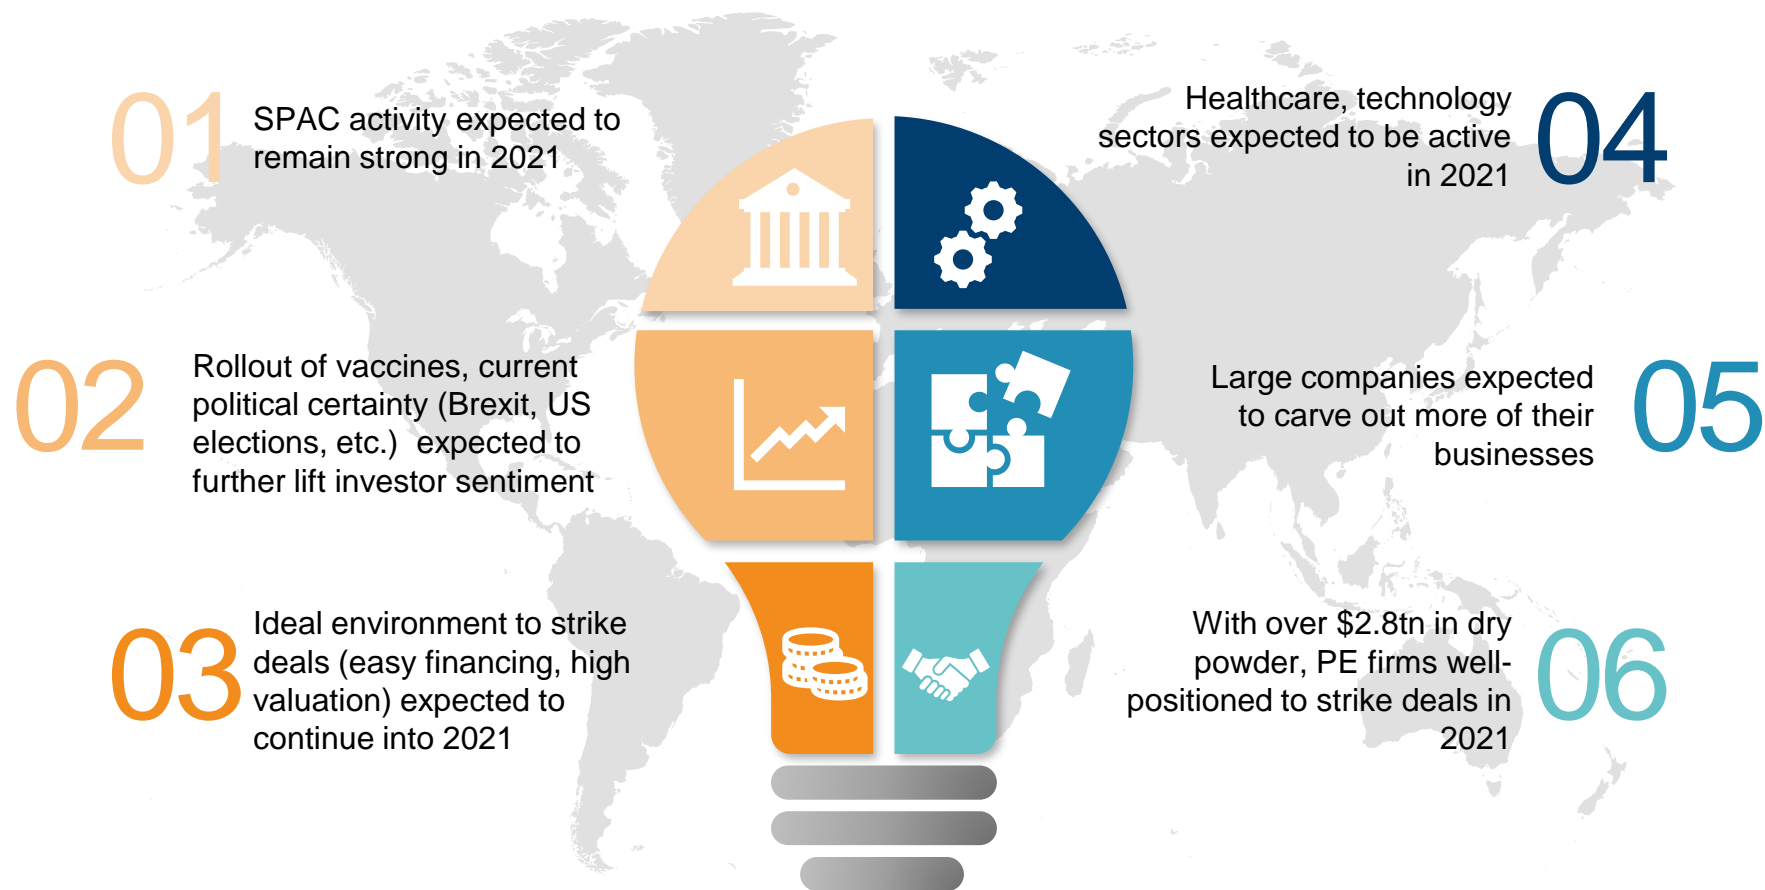 01
SPAC activity expected to
remain strong in 2021
02
Rollout of vaccines, current
political certainty (Brexit, US
elections, etc.)  expected to
further lift investor sentiment
03
Ideal environment to strike
deals (easy financing, high
valuation) expected to
continue into 2021
Healthcare, technology
sectors expected to be active
in 2021
04
Large companies expected
to carve out more of their
businesses
05
With over $2.8tn in dry
powder, PE firms well-
positioned to strike deals in
2021
06